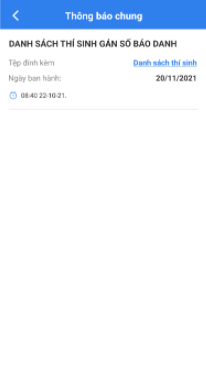 Thông báo chung
DANH SÁCH THÍ SINH GÁN SỐ BÁO DANH
Tệp đính kèm Danh sách thí sinh
Ngày ban hành: 20/11/2021
08:40 22-10-21.